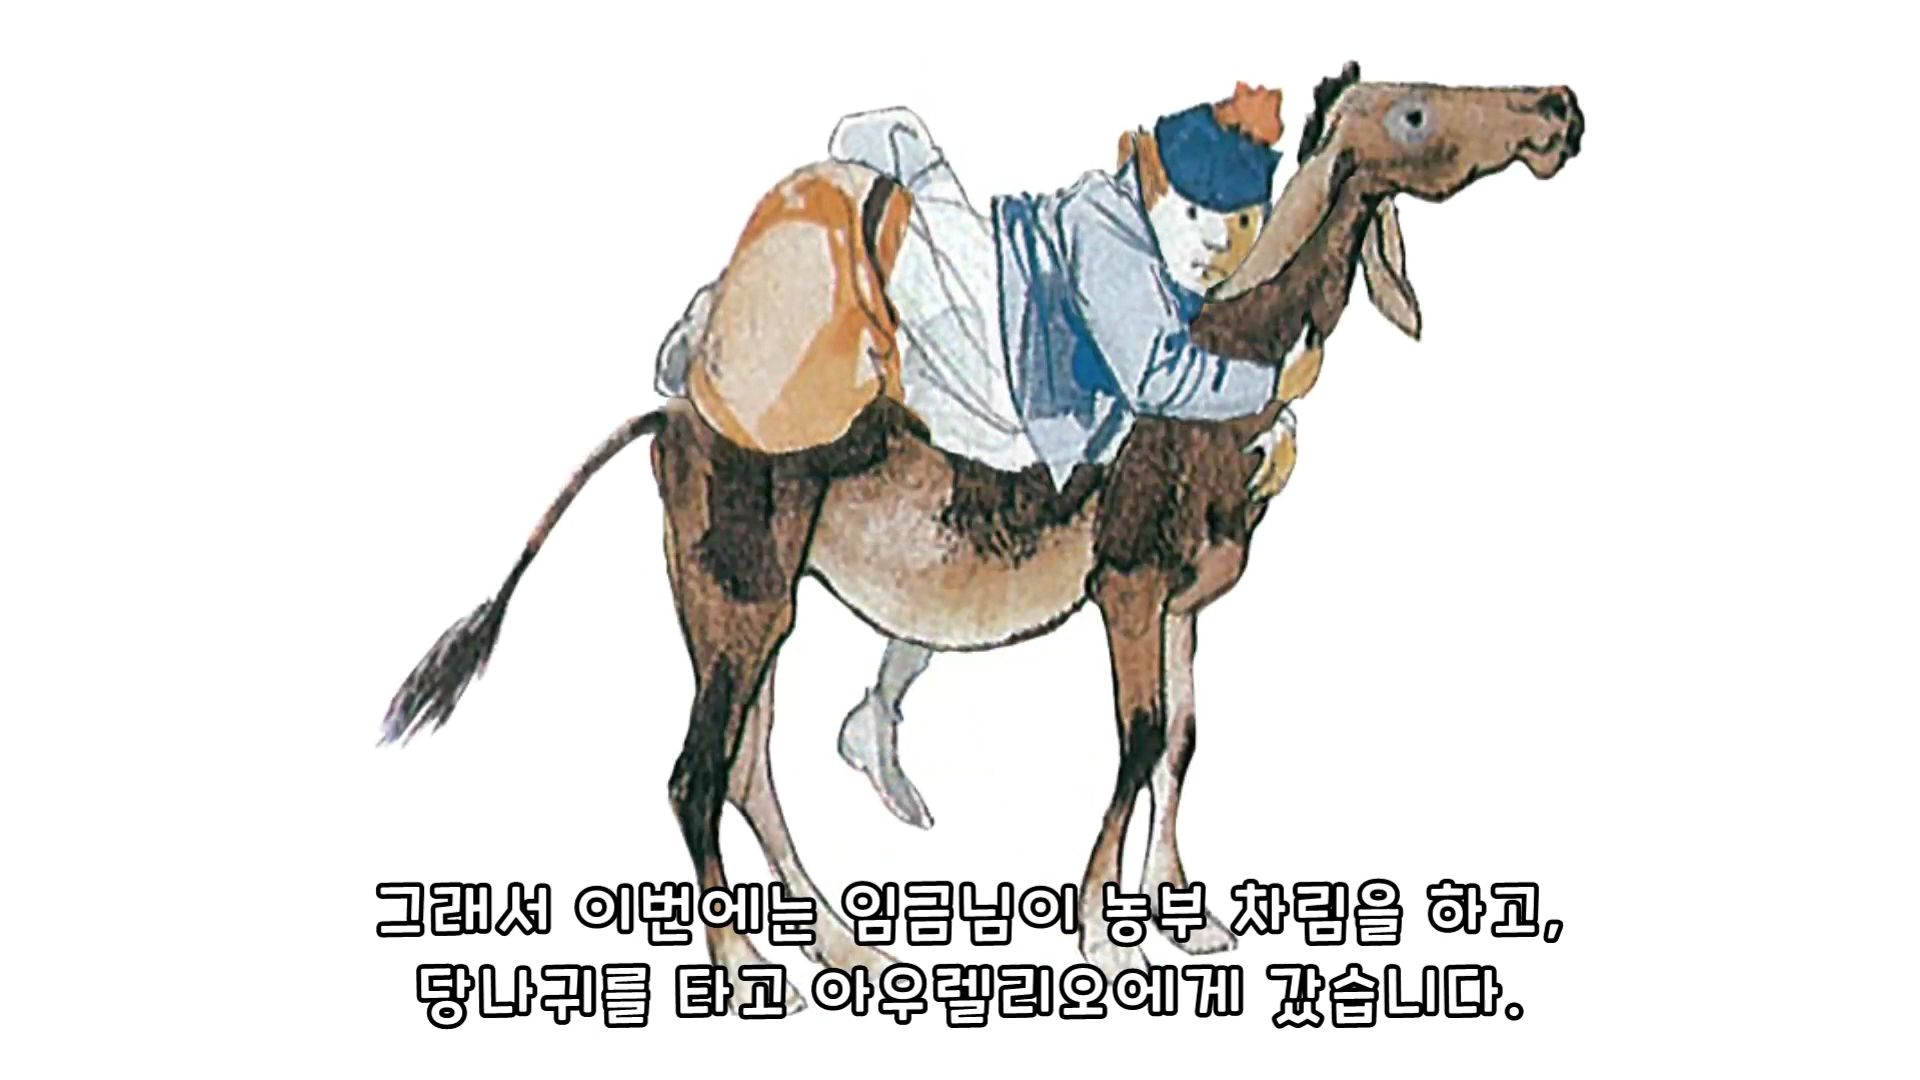 그래서 이번에는 임금님이 농부 차림을 하고,
당나귀를 타고 아우렐리오에게 갔습니다.